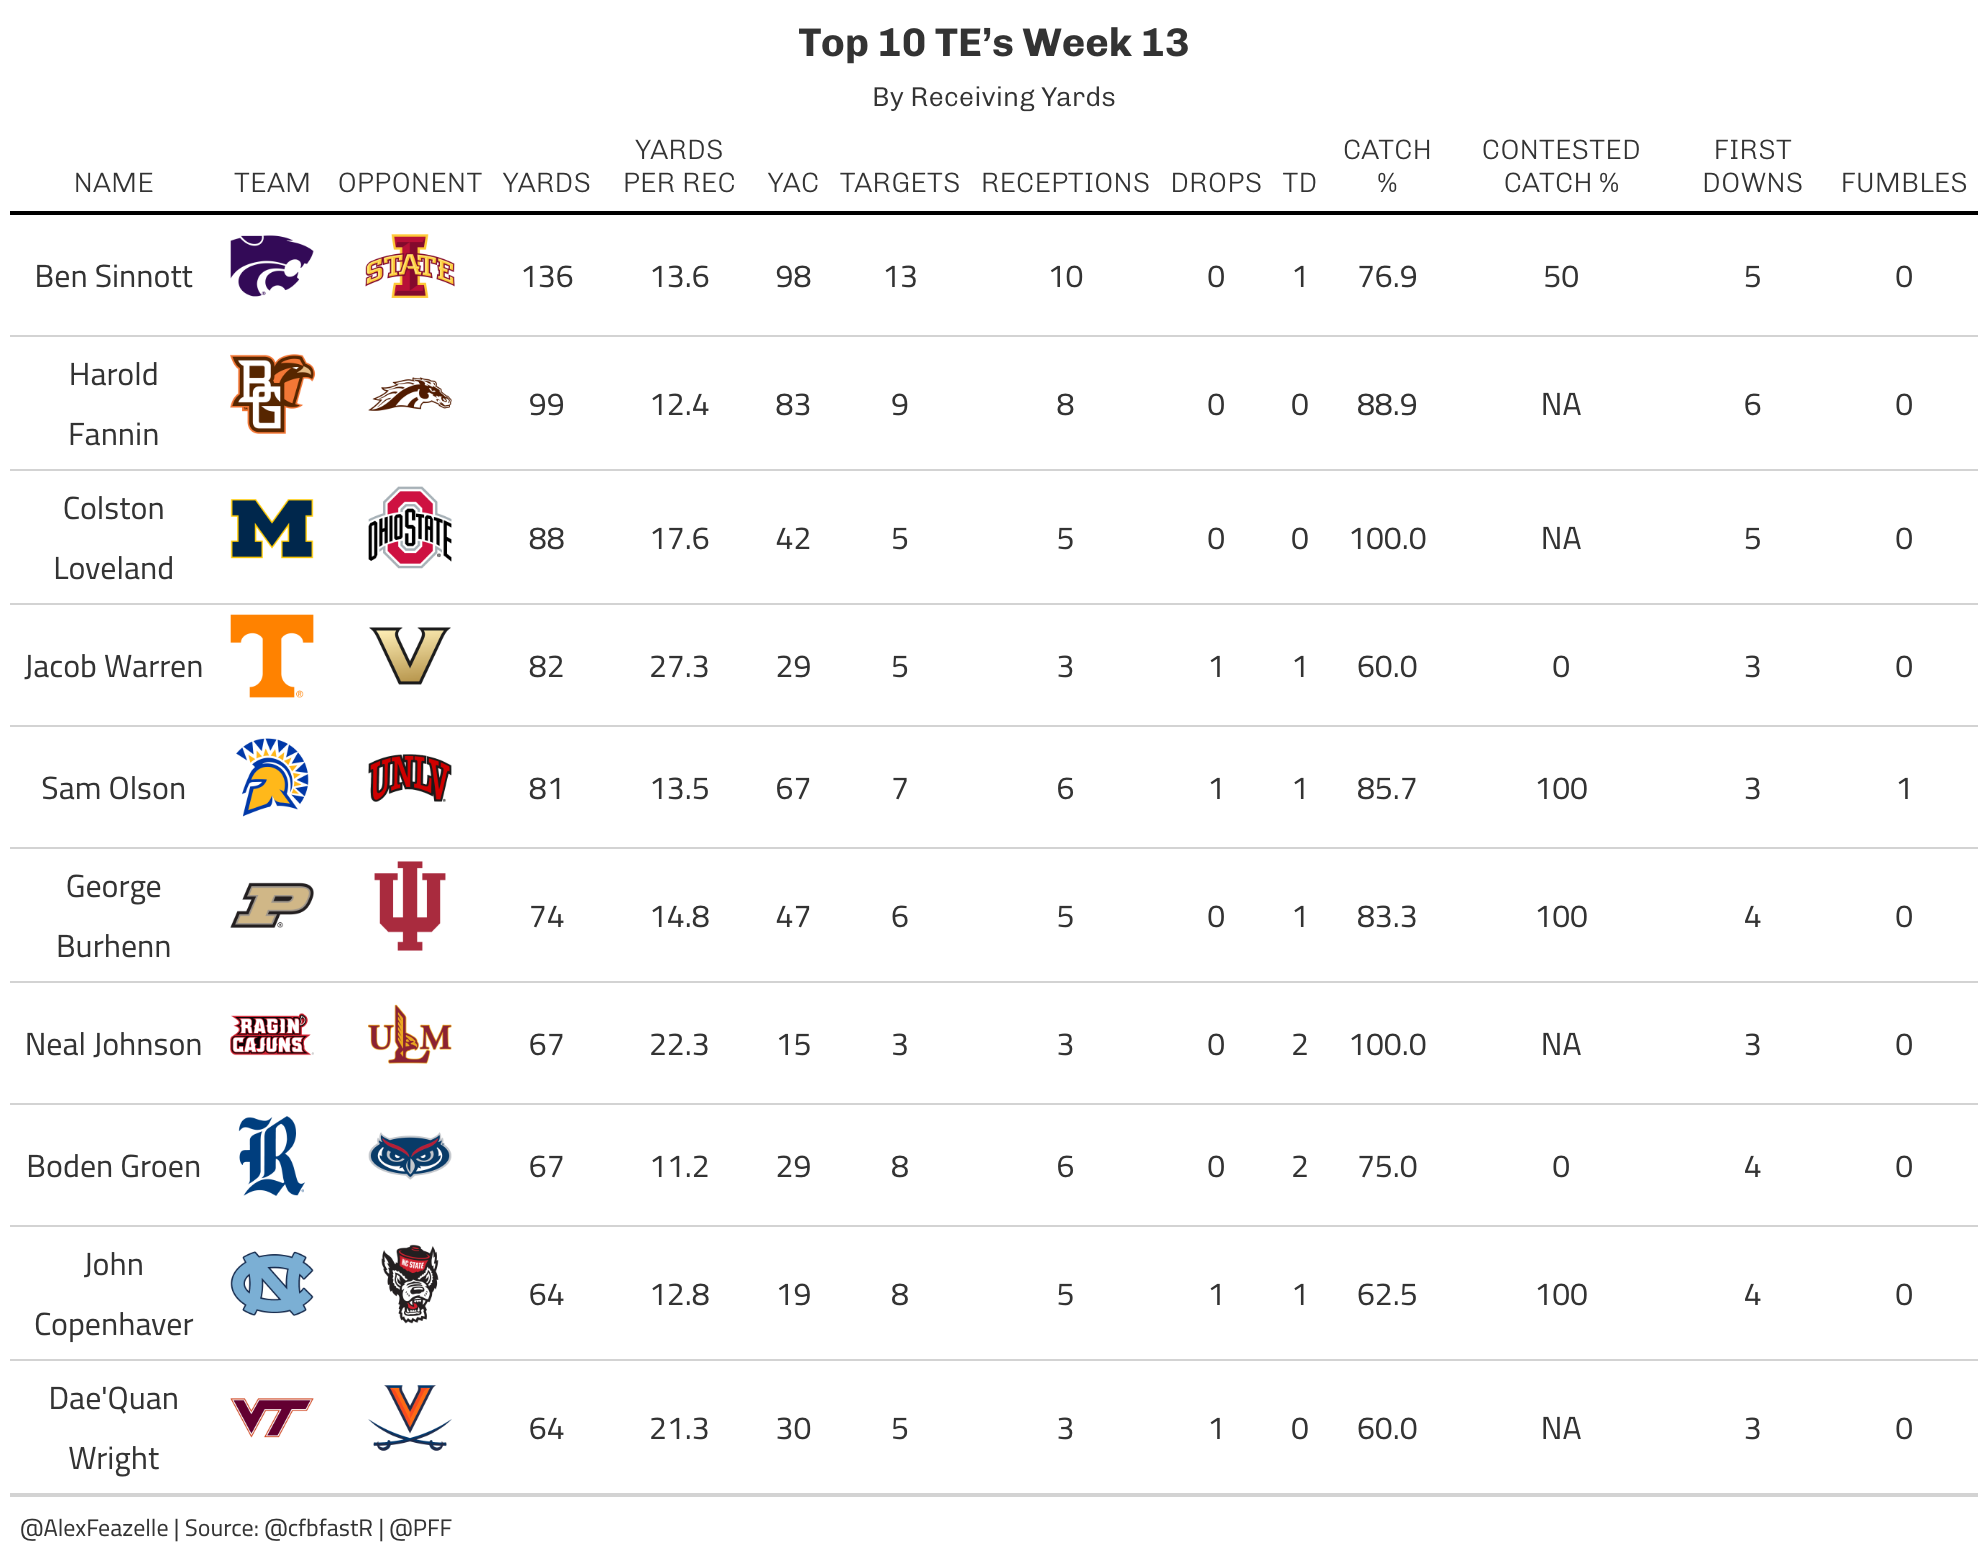 Top 10 TE’s Week 13
By Receiving Yards
NAME TEAM OPPONENT YARDS YARDS PER REC YAC TARGETS RECEPTIONS DROPS TD CATCH % CONTESTED CATCH % FIRST DOWNS FUMBLES
Ben Sinnott STATE 136 13.6 98 13 10 0 1 76.9 50 5 0
Harold Fannin BG 99 12.4 83 9 8 0 0 88.9 NA 6 0
Colston Loveland M OHIO STATE 88 17.6 42 5 5 0 0 100.0 NA 5 0
Jacob Warren T V 82 27.3 29 5 3 1 1 60.0 0 3 0
Sam Olson UNLV 81 13.5 67 7 6 1 1 85.7 100 3 1
George Burhenn P IU 74 14.8 47 6 5 0 1 83.3 100 4 0
Neal Johnson RAGIN' CAJUNS ULM 67 22.3 15 3 3 0 2 100.0 NA 3 0
Boden Groen R 67 11.2 29 8 6 0 2 75.0 0 4 0
John Copenhaver NC NC STATE 64 12.8 19 8 5 1 1 62.5 100 4 0
Dae'Quan Wright VT V 64 21.3 30 5 3 1 0 60.0 NA 3 0
@AlexFeazelle | Source: @cfbfastR | @PFF